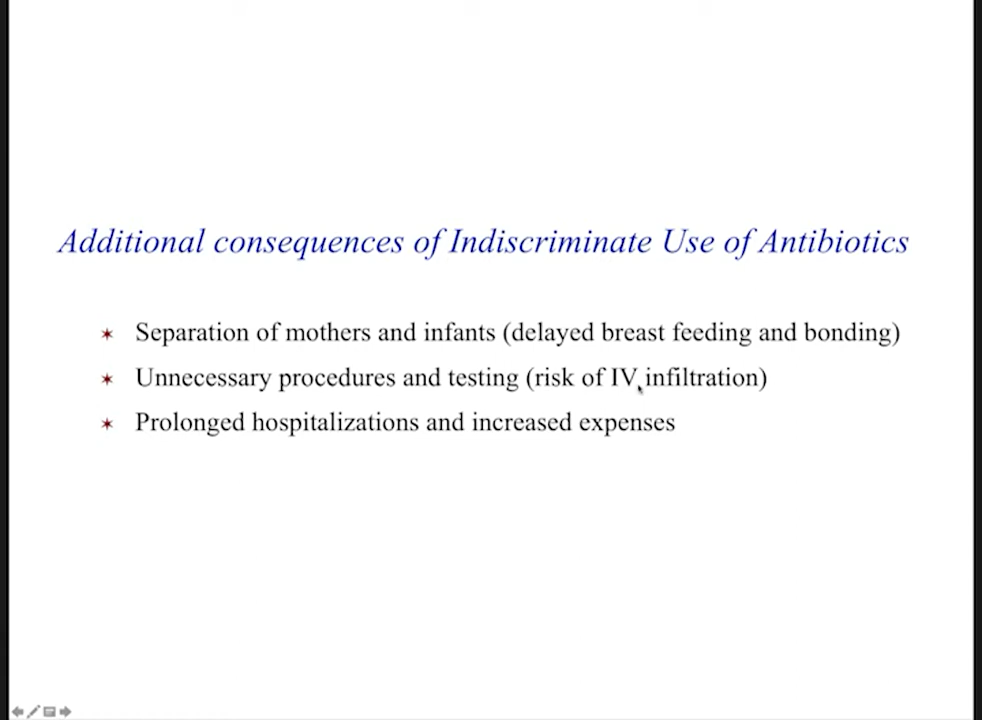 Additional consequences of Indiscriminate Use of Antibiotics
Separation of mothers and infants (delayed breast feeding and bonding)
Unnecessary procedures and testing (risk of IV infiltration)
Prolonged hospitalizations and increased expenses